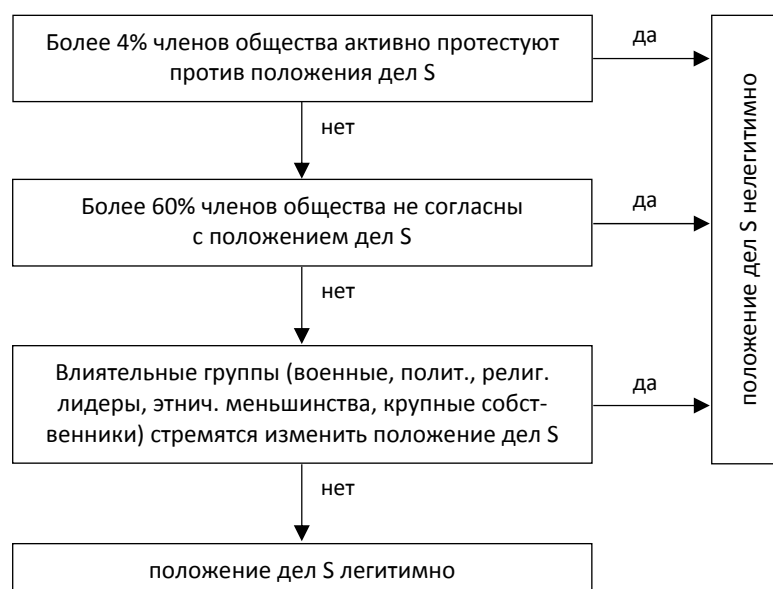 Более 4% членов общества активно протестуют
против положения дел S
да
нет
Более 60% членов общества не согласны
с положением дел S
да
нет
Влиятельные группы (военные, полит., религ.
лидеры, этнич. меньшинства, крупные собст-
венники) стремятся изменить положение дел S
да
нет
положение дел S легитимно
положение дел S нелегитимно